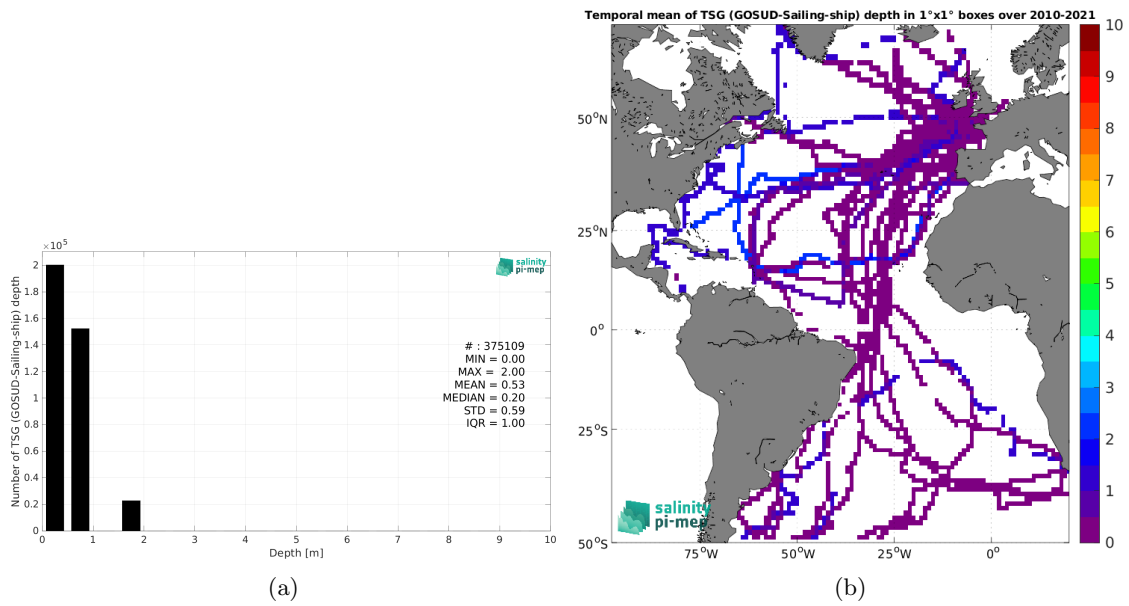 Temporal mean of TSG (GOSUD-Sailing-ship) depth in 1°x1° boxes over 2010-2021
×10⁵
2
1.8
1.6
1.4
1.2
1
0.8
0.6
0.4
0.2
0
Number of TSG (GOSUD-Sailing-ship) depth
salinity
pi-mep
# : 375109
MIN = 0.00
MAX = 2.00
MEAN = 0.53
MEDIAN = 0.20
STD = 0.59
IQR = 1.00
0 1 2 3 4 5 6 7 8 9 10
Depth [m]
(a)
50°N
25°N
0°
25°S
50°S
salinity
pi-mep
75°W 50°W 25°W 0°
10
9
8
7
6
5
4
3
2
1
0
(b)